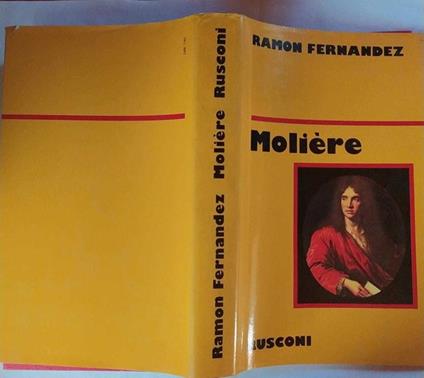 RAMON FERNANDEZ
Molière
RUSCONI
Ramon Fernandez Molière Rusconi